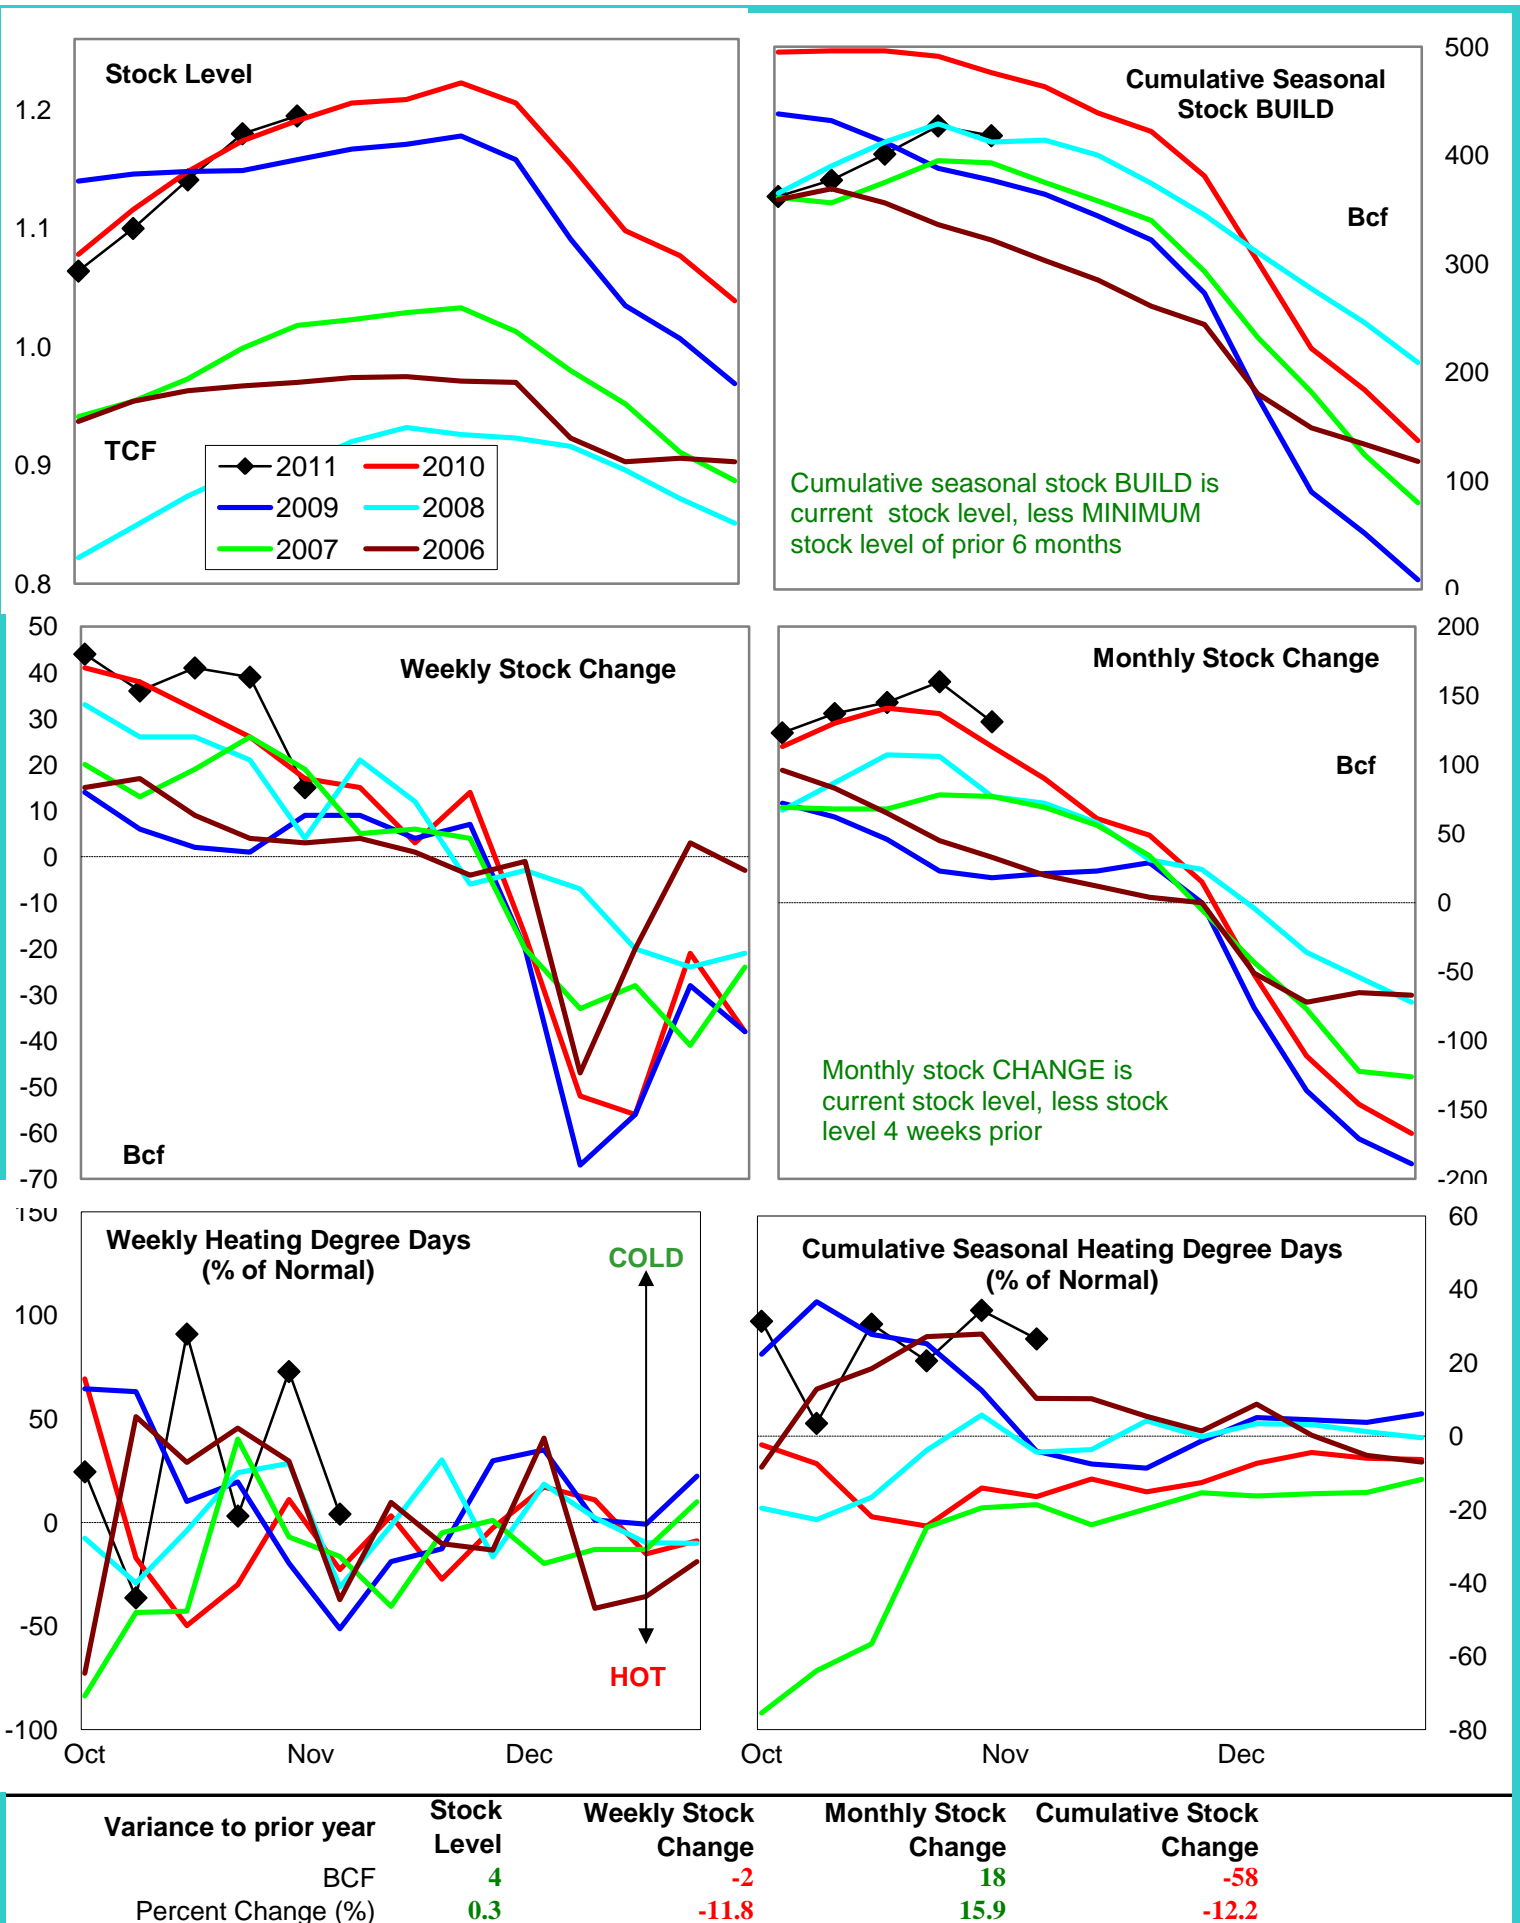 Stock Level
1.2
1.1
1.0
0.9
0.8
TCF
2011 2010
2009 2008
2007 2006
Cumulative Seasonal
Stock BUILD
Bcf
500
400
300
200
100
0
Cumulative seasonal stock BUILD is
current stock level, less MINIMUM
stock level of prior 6 months
50
40
30
20
10
0
-10
-20
-30
-40
-50
-60
-70
Weekly Stock Change
Bcf
Monthly Stock Change
Bcf
200
150
100
50
0
-50
-100
-150
-200
Monthly stock CHANGE is
current stock level, less stock
level 4 weeks prior
150
100
50
0
-50
-100
Weekly Heating Degree Days
(% of Normal)
COLD
HOT
Oct Nov Dec
Cumulative Seasonal Heating Degree Days
(% of Normal)
60
40
20
0
-20
-40
-60
-80
Oct Nov Dec
Variance to prior year
Stock
Level
Weekly Stock
Change
Monthly Stock
Change
Cumulative Stock
Change
BCF 4 -2 18 -58
Percent Change (%) 0.3 -11.8 15.9 -12.2